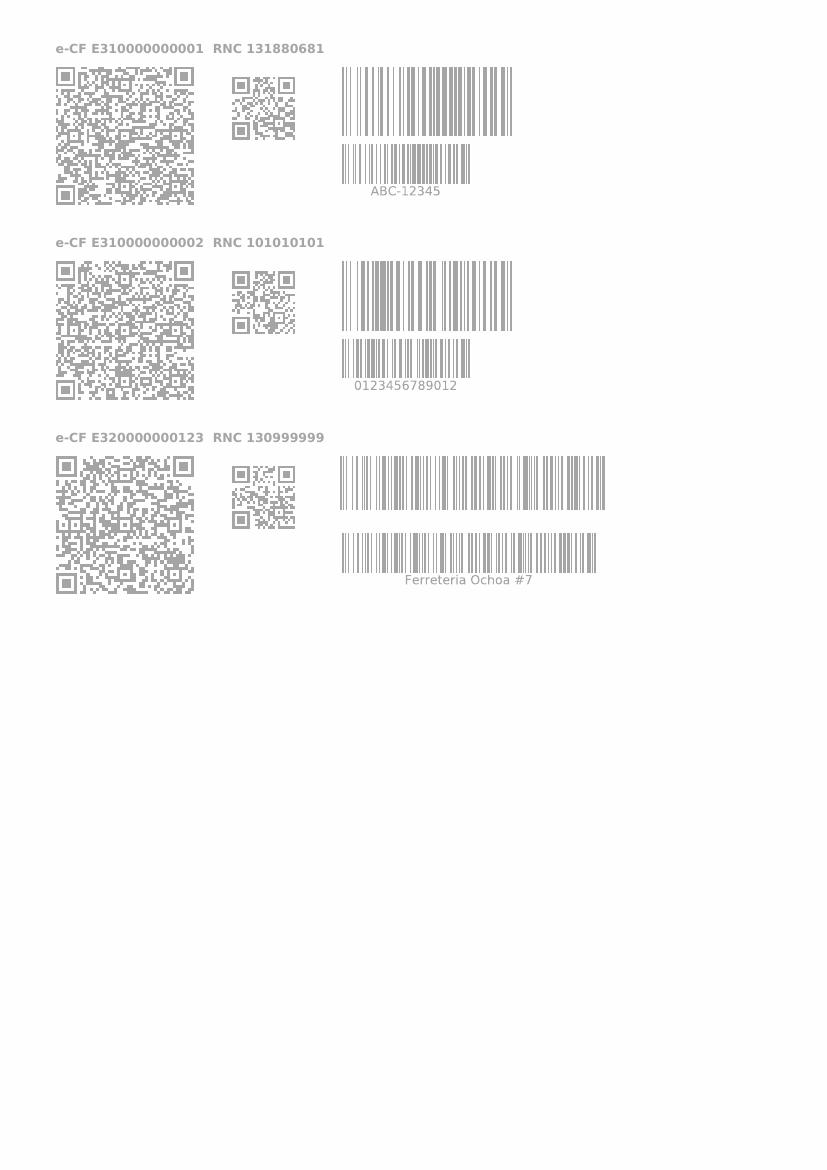 e-CF E310000000001 RNC 131880681
ABC-12345
e-CF E310000000002 RNC 101010101
0123456789012
e-CF E320000000123 RNC 130999999
Ferreteria Ochoa #7